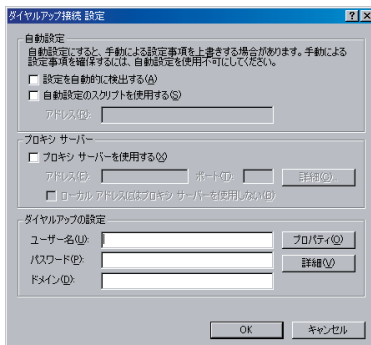 ダイヤルアップ接続 設定
自動設定
自動設定にすると、手動による設定事項を上書きする場合があります。手動による
設定事項を確保するには、自動設定を使用不可にしてください。
設定を自動的に検出する(A)
自動設定のスクリプトを使用する(S)
アドレス(R):
プロキシ サーバー
プロキシ サーバーを使用する(X)
アドレス(E): ポート(T): 詳細(C)...
ローカル アドレスにはプロキシ サーバーを使用しない(B)
ダイヤルアップの設定
ユーザー名(U): プロパティ(O)
パスワード(P): 詳細(V)
ドメイン(D):
OK キャンセル